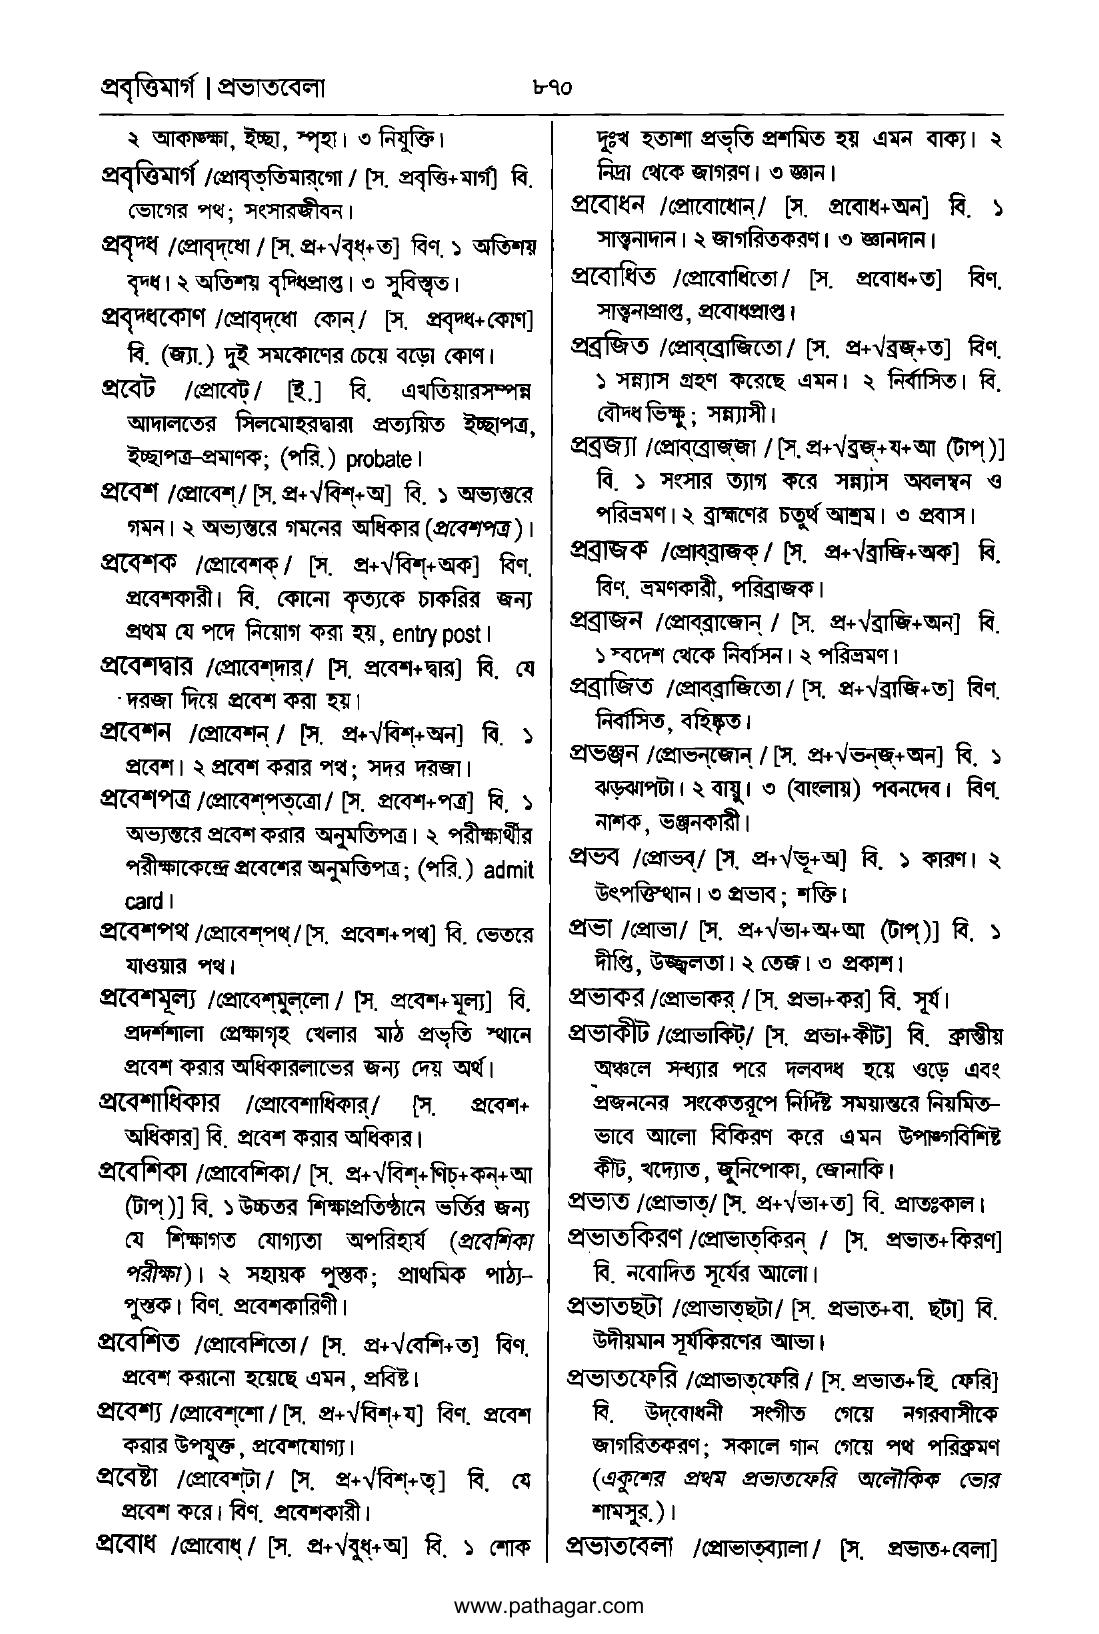 প্রবৃত্তিমার্গ | প্রভাতবেলা
৮৭০
২ আকাঙ্ক্ষা, ইচ্ছা, স্পৃহা। ৩ নিযুক্তি।
প্রবৃত্তিমার্গ /প্রোবৃত্‌তিমার্‌গো/ [স. প্রবৃত্তি+মার্গ] বি.
ভোগের পথ; সংসারজীবন।
প্রবৃদ্ধ /প্রোবৃদ্‌ধো/ [স. প্র+√বৃধ্+ত] বিণ. ১ অতিশয়
বৃদ্ধ। ২ অতিশয় বৃদ্ধিপ্রাপ্ত। ৩ সুবিস্তৃত।
প্রবৃদ্ধকোণ /প্রোবৃদ্‌ধো কোন্/ [স. প্রবৃদ্ধ+কোণ]
বি. (জ্যা.) দুই সমকোণের চেয়ে বড়ো কোণ।
প্রবেট /প্রোবেট্/ [ই.] বি. এখতিয়ারসম্পন্ন
আদালতের সিলমোহরদ্বারা প্রত্যয়িত ইচ্ছাপত্র,
ইচ্ছাপত্র-প্রমাণক; (পরি.) probate।
প্রবেশ /প্রোবেশ্/ [স. প্র+√বিশ্+অ] বি. ১ অভ্যন্তরে
গমন। ২ অভ্যন্তরে গমনের অধিকার (প্রবেশপত্র)।
প্রবেশক /প্রোবেশক্/ [স. প্র+√বিশ্+অক] বিণ.
প্রবেশকারী। বি. কোনো কৃত্যকে চাকরির জন্য
প্রথম যে পদে নিয়োগ করা হয়, entry post।
প্রবেশদ্বার /প্রোবেশ্‌দার্/ [স. প্রবেশ+দ্বার] বি. যে
দরজা দিয়ে প্রবেশ করা হয়।
প্রবেশন /প্রোবেশন্/ [স. প্র+√বিশ্+অন] বি. ১
প্রবেশ। ২ প্রবেশ করার পথ; সদর দরজা।
প্রবেশপত্র /প্রোবেশ্‌পত্‌ত্রো/ [স. প্রবেশ+পত্র] বি. ১
অভ্যন্তরে প্রবেশ করার অনুমতিপত্র। ২ পরীক্ষার্থীর
পরীক্ষাকেন্দ্রে প্রবেশের অনুমতিপত্র; (পরি.) admit
card।
প্রবেশপথ /প্রোবেশ্‌পথ্/ [স. প্রবেশ+পথ] বি. ভেতরে
যাওয়ার পথ।
প্রবেশমূল্য /প্রোবেশ্‌মুল্‌লো/ [স. প্রবেশ+মূল্য] বি.
প্রদর্শশালা প্রেক্ষাগৃহ খেলার মাঠ প্রভৃতি স্থানে
প্রবেশ করার অধিকারলাভের জন্য দেয় অর্থ।
প্রবেশাধিকার /প্রোবেশাধিকার্/ [স. প্রবেশ+
অধিকার] বি. প্রবেশ করার অধিকার।
প্রবেশিকা /প্রোবেশিকা/ [স. প্র+√বিশ্+ণিচ্+কন্+আ
(টাপ্)] বি. ১ উচ্চতর শিক্ষাপ্রতিষ্ঠানে ভর্তির জন্য
যে শিক্ষাগত যোগ্যতা অপরিহার্য (প্রবেশিকা
পরীক্ষা)। ২ সহায়ক পুস্তক; প্রাথমিক পাঠ্য-
পুস্তক। বিণ. প্রবেশকারিণী।
প্রবেশিত /প্রোবেশিতো/ [স. প্র+√বেশি+ত] বিণ.
প্রবেশ করানো হয়েছে এমন, প্রবিষ্ট।
প্রবেশ্য /প্রোবেশ্‌শো/ [স. প্র+√বিশ্+য] বিণ. প্রবেশ
করার উপযুক্ত, প্রবেশযোগ্য।
প্রবেষ্টা /প্রোবেশ্‌টা/ [স. প্র+√বিশ্+তৃ] বি. যে
প্রবেশ করে। বিণ. প্রবেশকারী।
প্রবোধ /প্রোবোধ্/ [স. প্র+√বুধ্+অ] বি. ১ শোক
দুঃখ হতাশা প্রভৃতি প্রশমিত হয় এমন বাক্য। ২
নিদ্রা থেকে জাগরণ। ৩ জ্ঞান।
প্রবোধন /প্রোবোধোন্/ [স. প্রবোধ+অন] বি. ১
সান্ত্বনাদান। ২ জাগরিতকরণ। ৩ জ্ঞানদান।
প্রবোধিত /প্রোবোধিতো/ [স. প্রবোধ+ত] বিণ.
সান্ত্বনাপ্রাপ্ত, প্রবোধপ্রাপ্ত।
প্রব্রজিত /প্রোব্‌ব্রোজিতো/ [স. প্র+√ব্রজ্+ত] বিণ.
১ সন্ন্যাস গ্রহণ করেছে এমন। ২ নির্বাসিত। বি.
বৌদ্ধ ভিক্ষু; সন্ন্যাসী।
প্রব্রজ্যা /প্রোব্‌ব্রোজ্‌জা/ [স. প্র+√ব্রজ্+য+আ (টাপ্)]
বি. ১ সংসার ত্যাগ করে সন্ন্যাস অবলম্বন ও
পরিভ্রমণ। ২ ব্রাহ্মণের চতুর্থ আশ্রম। ৩ প্রবাস।
প্রব্রাজক /প্রোব্‌ব্রাজক্/ [স. প্র+√ব্রাজি+অক] বি.
বিণ. ভ্রমণকারী, পরিব্রাজক।
প্রব্রাজন /প্রোব্‌ব্রাজোন্/ [স. প্র+√ব্রাজি+অন] বি.
১ স্বদেশ থেকে নির্বাসন। ২ পরিভ্রমণ।
প্রব্রাজিত /প্রোব্‌ব্রাজিতো/ [স. প্র+√ব্রাজি+ত] বিণ.
নির্বাসিত, বহিষ্কৃত।
প্রভঞ্জন /প্রোভন্‌জোন্/ [স. প্র+√ভন্‌জ্+অন] বি. ১
ঝড়ঝাপটা। ২ বায়ু। ৩ (বাংলায়) পবনদেব। বিণ.
নাশক, ভঞ্জনকারী।
প্রভব /প্রোভব্/ [স. প্র+√ভূ+অ] বি. ১ কারণ। ২
উৎপত্তিস্থান। ৩ প্রভাব; শক্তি।
প্রভা /প্রোভা/ [স. প্র+√ভা+অ+আ (টাপ্)] বি. ১
দীপ্তি, উজ্জ্বলতা। ২ তেজ। ৩ প্রকাশ।
প্রভাকর /প্রোভাকর্/ [স. প্রভা+কর] বি. সূর্য।
প্রভাকীট /প্রোভাকিট্/ [স. প্রভা+কীট] বি. ক্রান্তীয়
অঞ্চলে সন্ধ্যার পরে দলবদ্ধ হয়ে ওড়ে এবং
প্রজননের সংকেতরূপে নির্দিষ্ট সময়ান্তরে নিয়মিত-
ভাবে আলো বিকিরণ করে এমন উপাঙ্গবিশিষ্ট
কীট, খদ্যোত, জুনিপোকা, জোনাকি।
প্রভাত /প্রোভাত্/ [স. প্র+√ভা+ত] বি. প্রাতঃকাল।
প্রভাতকিরণ /প্রোভাত্‌কিরন্/ [স. প্রভাত+কিরণ]
বি. নবোদিত সূর্যের আলো।
প্রভাতছটা /প্রোভাত্‌ছটা/ [স. প্রভাত+বা. ছটা] বি.
উদীয়মান সূর্যকিরণের আভা।
প্রভাতফেরি /প্রোভাত্‌ফেরি/ [স. প্রভাত+হি. ফেরি]
বি. উদ্‌বোধনী সংগীত গেয়ে নগরবাসীকে
জাগরিতকরণ; সকালে গান গেয়ে পথ পরিক্রমণ
(একুশের প্রথম প্রভাতফেরি অলৌকিক ভোর
শামসুর.)।
প্রভাতবেলা /প্রোভাত্‌ব্যালা/ [স. প্রভাত+বেলা]
www.pathagar.com